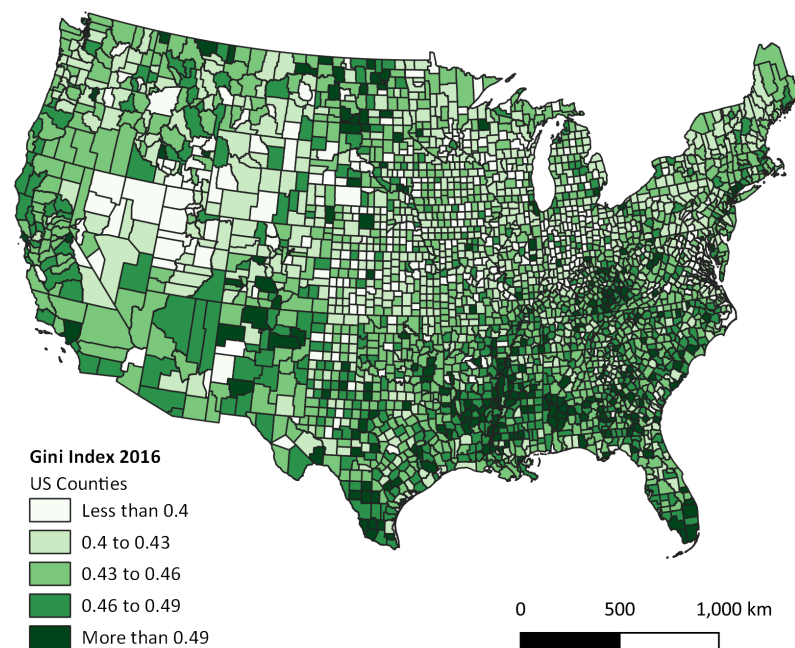 Gini Index 2016
US Counties
Less than 0.4
0.4 to 0.43
0.43 to 0.46
0.46 to 0.49
More than 0.49
0 500 1,000 km